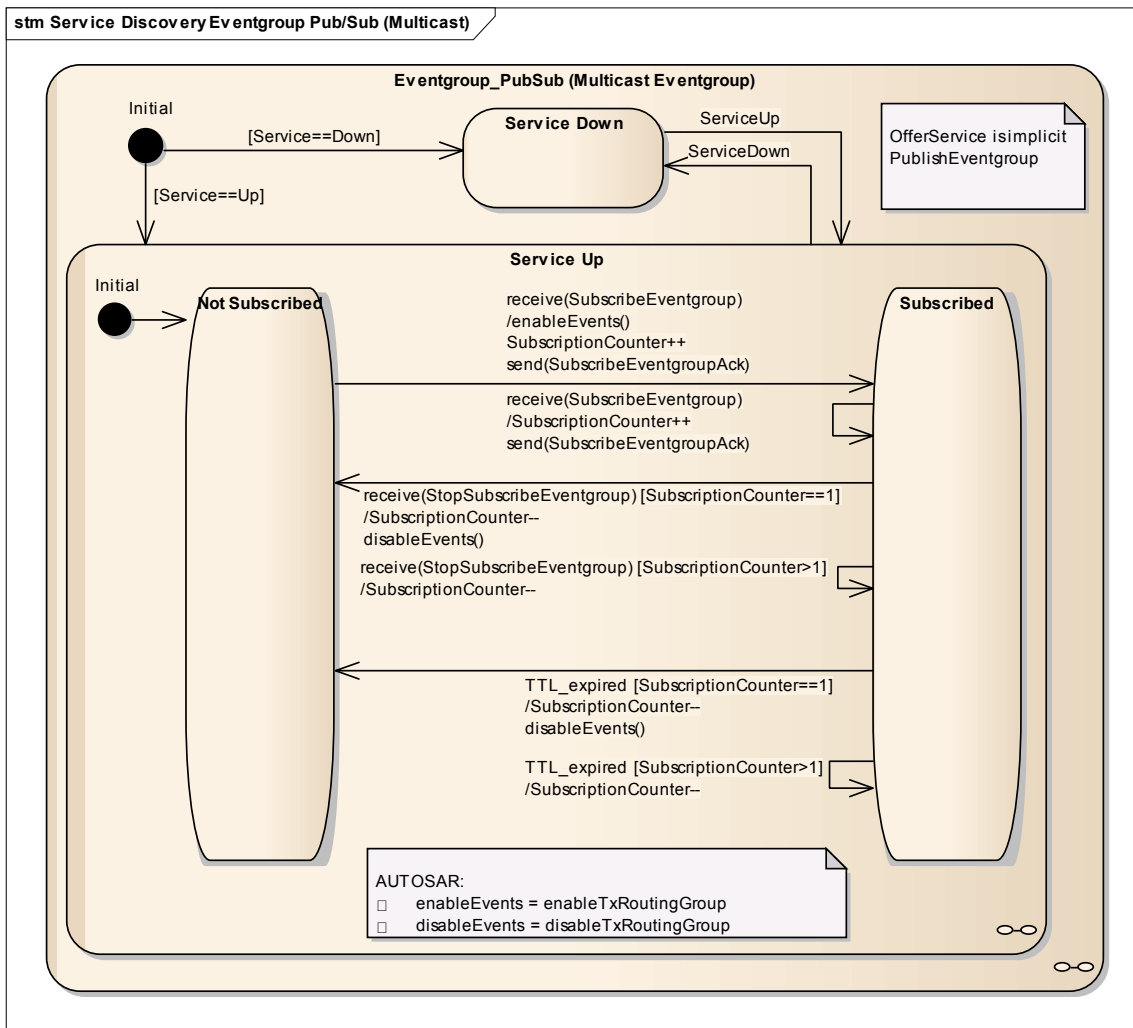 stm Service Discovery Eventgroup Pub/Sub (Multicast)
Eventgroup_PubSub (Multicast Eventgroup)
Initial
[Service==Down]
Service Down
ServiceUp
ServiceDown
OfferService isimplicit
PublishEventgroup
[Service==Up]
Service Up
Initial
Not Subscribed
receive(SubscribeEventgroup)
/enableEvents()
SubscriptionCounter++
send(SubscribeEventgroupAck)
Subscribed
receive(SubscribeEventgroup)
/SubscriptionCounter++
send(SubscribeEventgroupAck)
receive(StopSubscribeEventgroup) [SubscriptionCounter==1]
/SubscriptionCounter--
disableEvents()
receive(StopSubscribeEventgroup) [SubscriptionCounter>1]
/SubscriptionCounter--
TTL_expired [SubscriptionCounter==1]
/SubscriptionCounter--
disableEvents()
TTL_expired [SubscriptionCounter>1]
/SubscriptionCounter--
AUTOSAR:
enableEvents = enableTxRoutingGroup
disableEvents = disableTxRoutingGroup